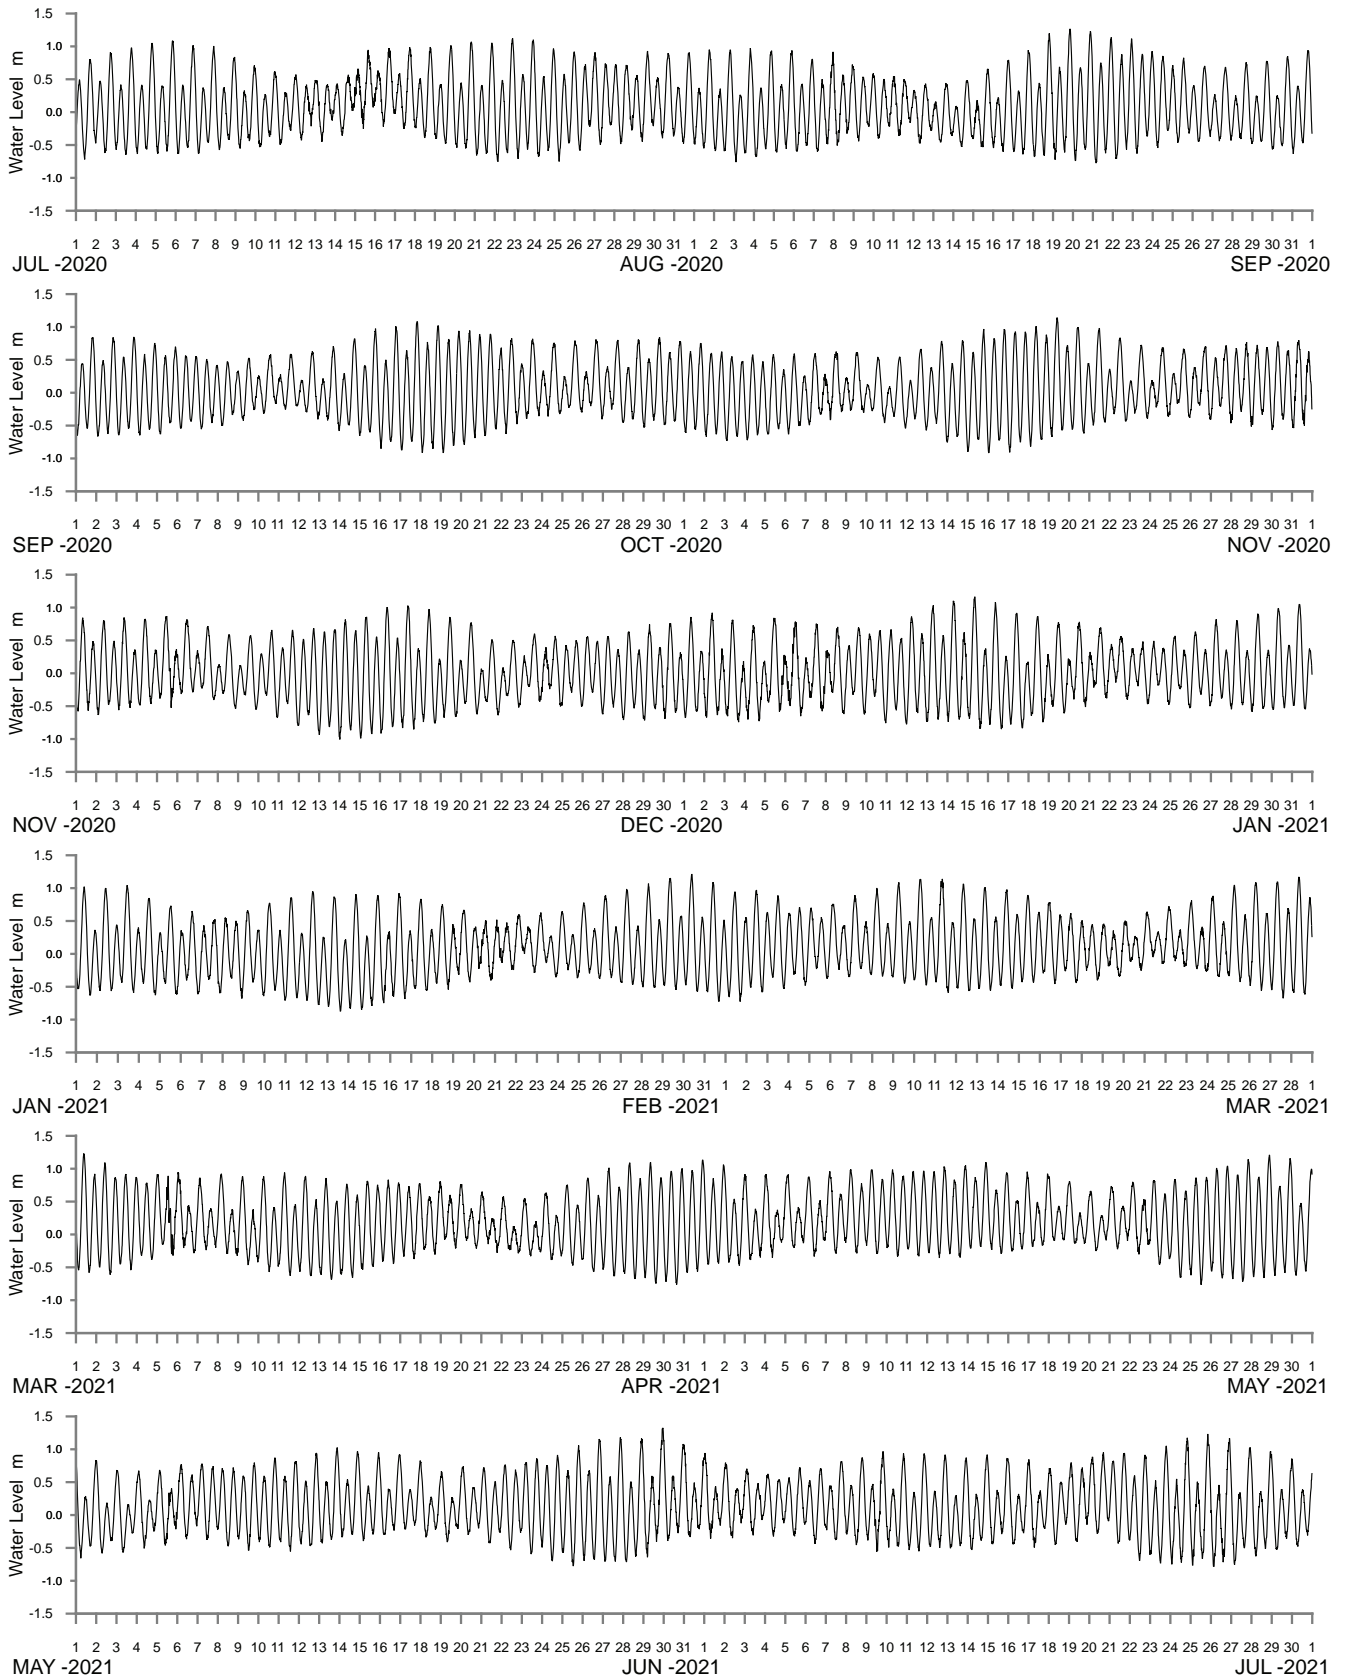 1.5
1.0
0.5
0.0
-0.5
-1.0
-1.5
Water Level m
1 2 3 4 5 6 7 8 9 10 11 12 13 14 15 16 17 18 19 20 21 22 23 24 25 26 27 28 29 30 31 1 2 3 4 5 6 7 8 9 10 11 12 13 14 15 16 17 18 19 20 21 22 23 24 25 26 27 28 29 30 31 1
JUL -2020 AUG -2020 SEP -2020
1.5
1.0
0.5
0.0
-0.5
-1.0
-1.5
Water Level m
1 2 3 4 5 6 7 8 9 10 11 12 13 14 15 16 17 18 19 20 21 22 23 24 25 26 27 28 29 30 1 2 3 4 5 6 7 8 9 10 11 12 13 14 15 16 17 18 19 20 21 22 23 24 25 26 27 28 29 30 31 1
SEP -2020 OCT -2020 NOV -2020
1.5
1.0
0.5
0.0
-0.5
-1.0
-1.5
Water Level m
1 2 3 4 5 6 7 8 9 10 11 12 13 14 15 16 17 18 19 20 21 22 23 24 25 26 27 28 29 30 1 2 3 4 5 6 7 8 9 10 11 12 13 14 15 16 17 18 19 20 21 22 23 24 25 26 27 28 29 30 31 1
NOV -2020 DEC -2020 JAN -2021
1.5
1.0
0.5
0.0
-0.5
-1.0
-1.5
Water Level m
1 2 3 4 5 6 7 8 9 10 11 12 13 14 15 16 17 18 19 20 21 22 23 24 25 26 27 28 29 30 31 1 2 3 4 5 6 7 8 9 10 11 12 13 14 15 16 17 18 19 20 21 22 23 24 25 26 27 28 1
JAN -2021 FEB -2021 MAR -2021
1.5
1.0
0.5
0.0
-0.5
-1.0
-1.5
Water Level m
1 2 3 4 5 6 7 8 9 10 11 12 13 14 15 16 17 18 19 20 21 22 23 24 25 26 27 28 29 30 31 1 2 3 4 5 6 7 8 9 10 11 12 13 14 15 16 17 18 19 20 21 22 23 24 25 26 27 28 29 30 1
MAR -2021 APR -2021 MAY -2021
1.5
1.0
0.5
0.0
-0.5
-1.0
-1.5
Water Level m
1 2 3 4 5 6 7 8 9 10 11 12 13 14 15 16 17 18 19 20 21 22 23 24 25 26 27 28 29 30 31 1 2 3 4 5 6 7 8 9 10 11 12 13 14 15 16 17 18 19 20 21 22 23 24 25 26 27 28 29 30 1
MAY -2021 JUN -2021 JUL -2021